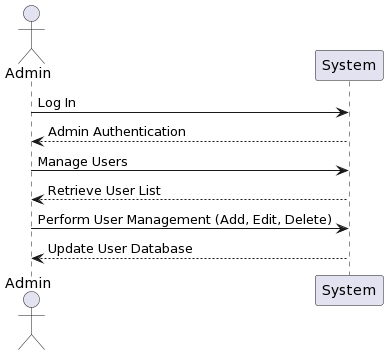 Admin
System
Log In
Admin Authentication
Manage Users
Retrieve User List
Perform User Management (Add, Edit, Delete)
Update User Database
Admin
System